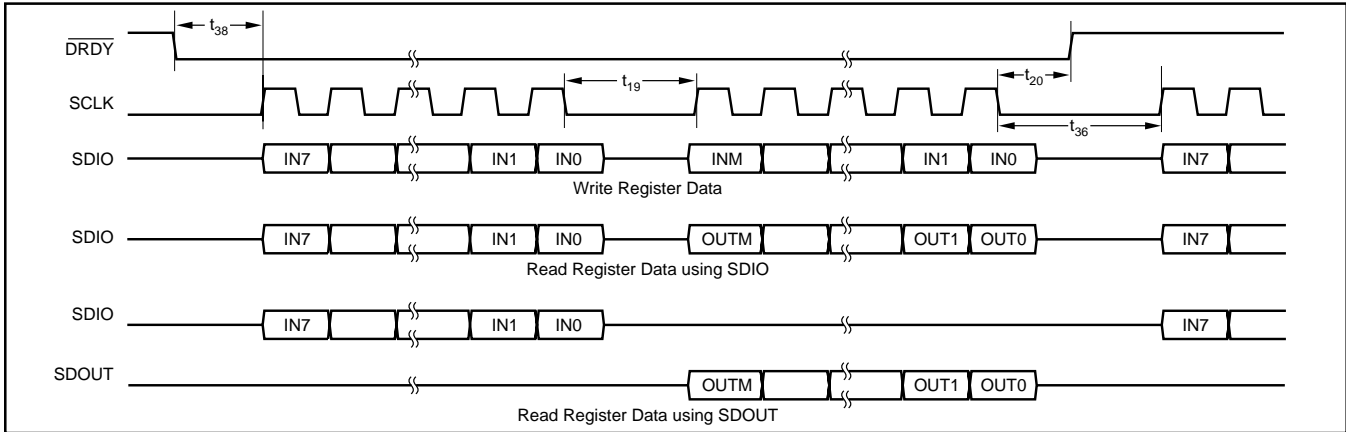 t38
DRDY
t19
t20
SCLK
t36
SDIO IN7 IN1 IN0 INM IN1 IN0 IN7
Write Register Data
SDIO IN7 IN1 IN0 OUTM OUT1 OUT0 IN7
Read Register Data using SDIO
SDIO IN7 IN1 IN0 IN7
SDOUT OUTM OUT1 OUT0
Read Register Data using SDOUT